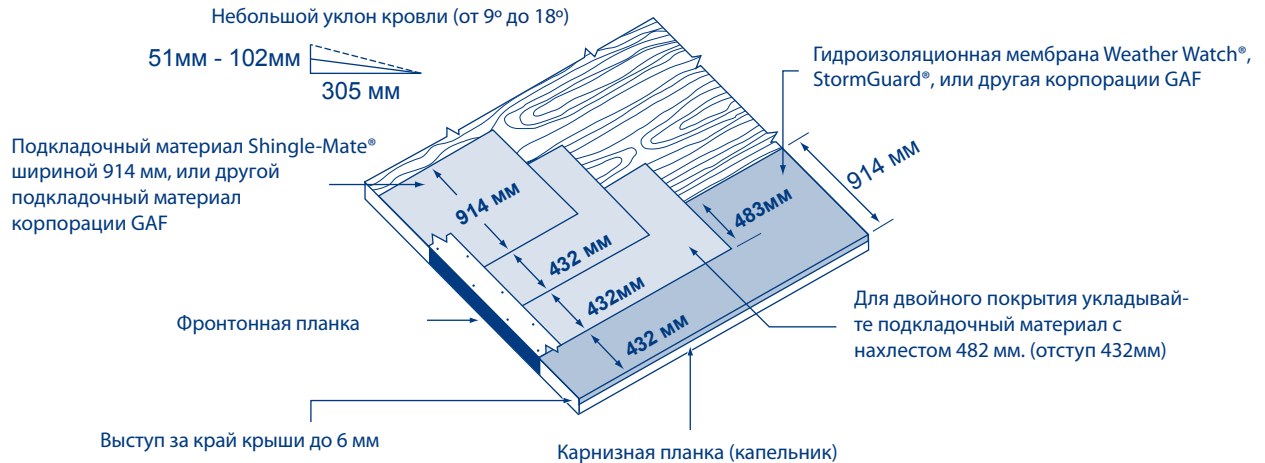 Небольшой уклон кровли (от 9º до 18º)
51мм - 102мм
305 мм
Гидроизоляционная мембрана Weather Watch®,
StormGuard®, или другая корпорации GAF
Подкладочный материал Shingle-Mate®
шириной 914 мм, или другой
подкладочный материал
корпорации GAF
914 мм
914 мм
483мм
432 мм
432мм
432 мм
Фронтонная планка
Для двойного покрытия укладывай-
те подкладочный материал с
нахлестом 482 мм. (отступ 432мм)
Выступ за край крыши до 6 мм
Карнизная планка (капельник)